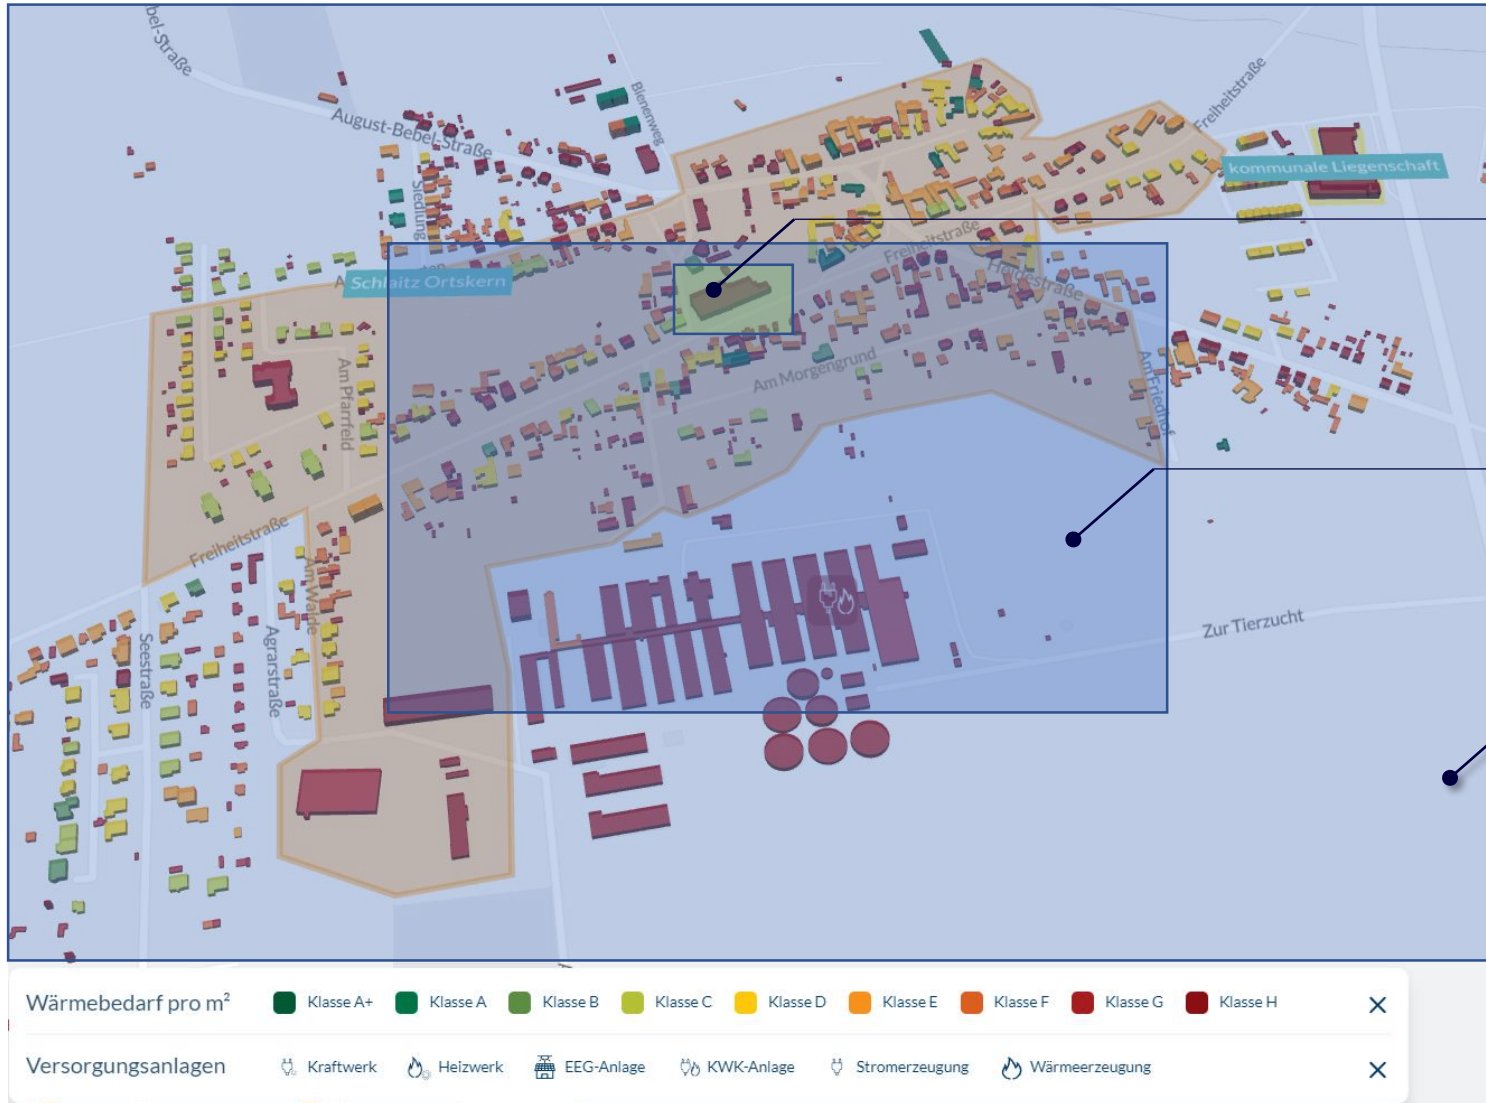 bel-Straße
August-Bebel-Straße
Bienenweg
Freiheitstraße
kommunale Liegenschaft
Siedlung
Freiheitstraße
Heidestraße
Schlaitz Ortskern
Am Pfarrfeld
Am Morgengrund
Am Friedhof
Freiheitstraße
Am Walde
Agrarstraße
Seestraße
Zur Tierzucht
Wärmebedarf pro m² Klasse A+ Klasse A Klasse B Klasse C Klasse D Klasse E Klasse F Klasse G Klasse H
Versorgungsanlagen Kraftwerk Heizwerk EEG-Anlage KWK-Anlage Stromerzeugung Wärmeerzeugung